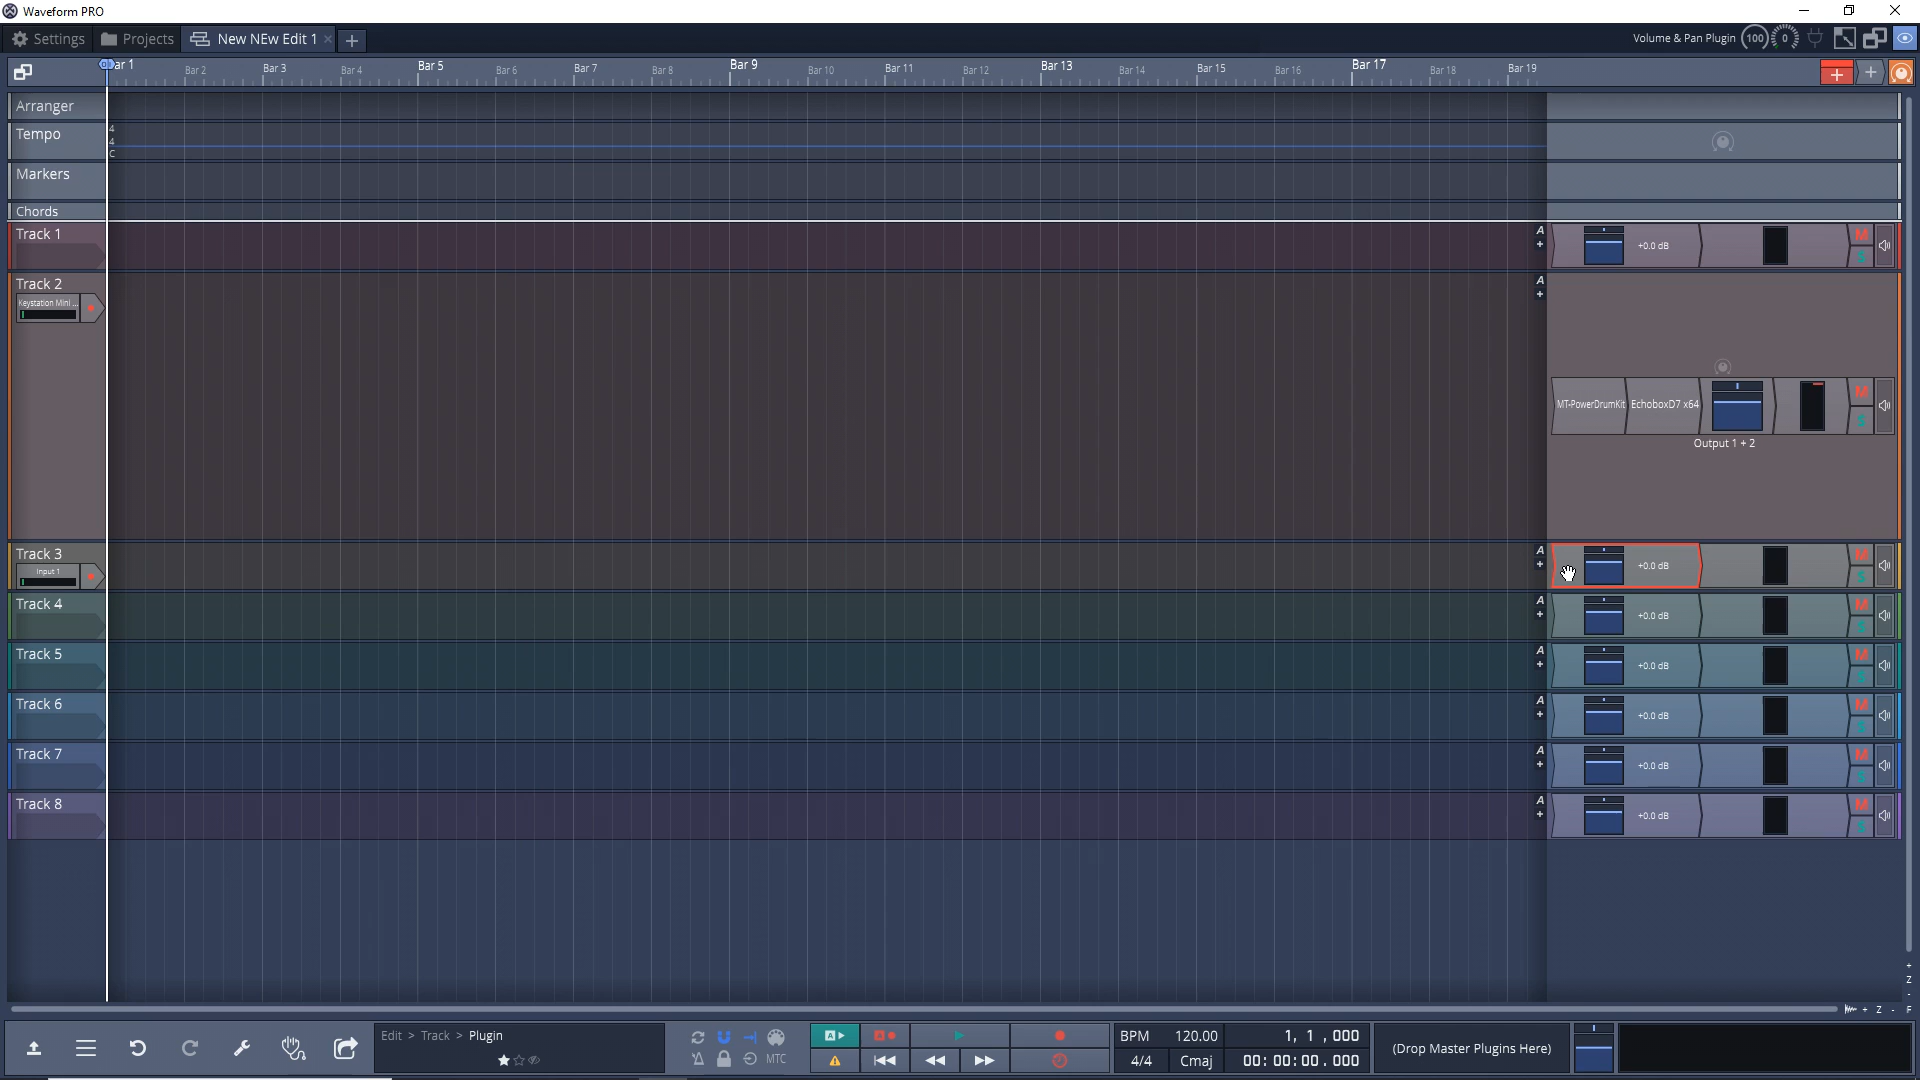 Waveform PRO
Settings
Projects
New NEw Edit 1
Volume & Pan Plugin
100
0
ar 1
Bar 2
Bar 3
Bar 4
Bar 5
Bar 6
Bar 7
Bar 8
Bar 9
Bar 10
Bar 11
Bar 12
Bar 13
Bar 14
Bar 15
Bar 16
Bar 17
Bar 18
Bar 19
Arranger
Tempo
4
4
C
Markers
Chords
Track 1
A
+0.0 dB
M
S
Track 2
Keystation Mini ...
A
MT-PowerDrumKit
EchoboxD7 x64
M
S
Output 1 + 2
Track 3
Input 1
A
+0.0 dB
M
S
Track 4
A
+0.0 dB
M
S
Track 5
A
+0.0 dB
M
S
Track 6
A
+0.0 dB
M
S
Track 7
A
+0.0 dB
M
S
Track 8
A
+0.0 dB
M
S
+
Z
-
F
+ Z -
Edit > Track > Plugin
MTC
A
A
BPM 120.00
1, 1 ,000
4/4 Cmaj
00: 00: 00 .000
(Drop Master Plugins Here)